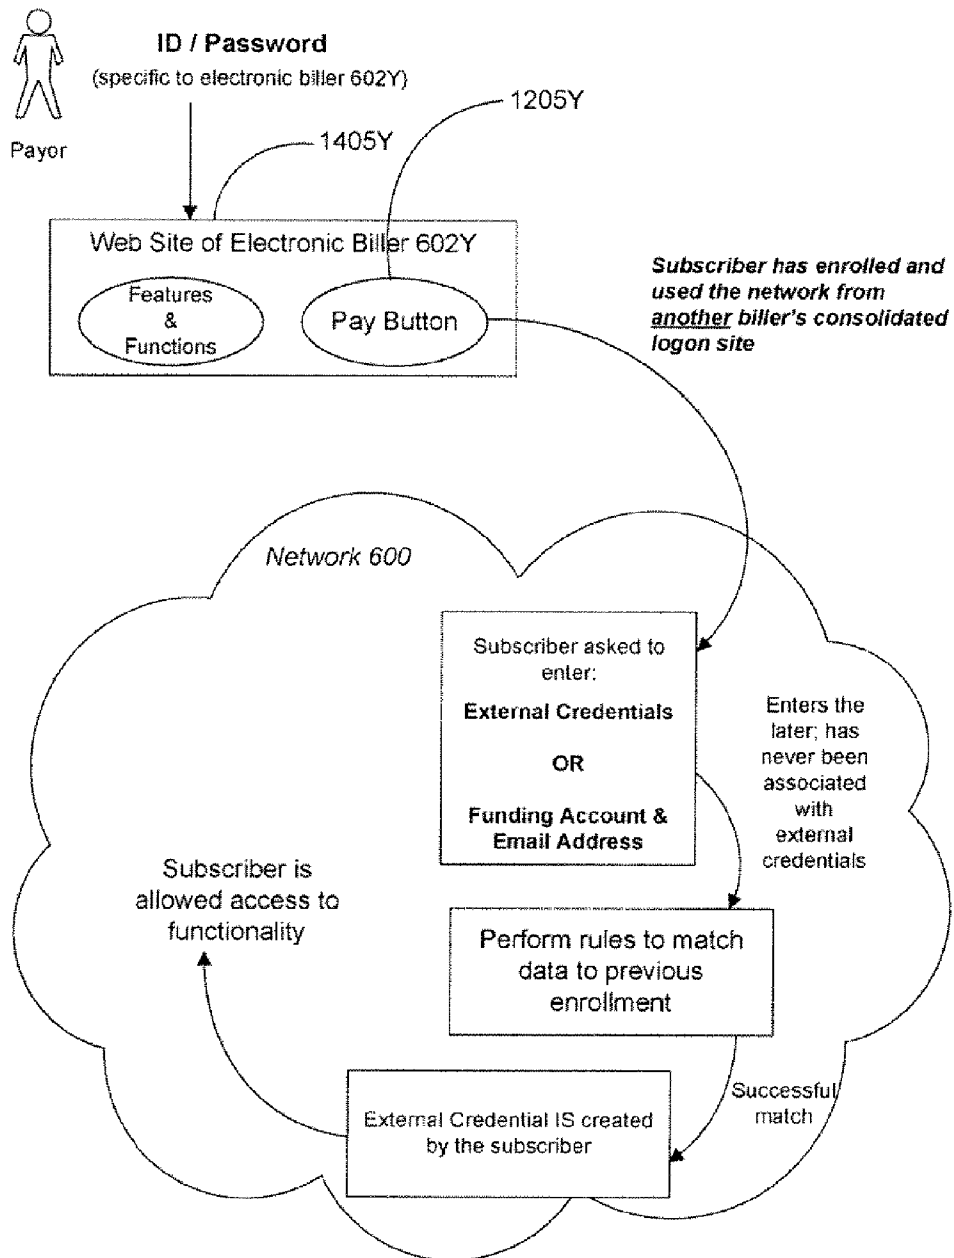 ID / Password
(specific to electronic biller 602Y)
Payor
1205Y
1405Y
Web Site of Electronic Biller 602Y
Features
&
Functions
Pay Button
Subscriber has enrolled and
used the network from
another biller's consolidated
logon site
Network 600
Subscriber asked to
enter:
External Credentials
OR
Funding Account &
Email Address
Enters the
later; has
never been
associated
with
external
credentials
Subscriber is
allowed access to
functionality
Perform rules to match
data to previous
enrollment
Successful
match
External Credential IS created
by the subscriber